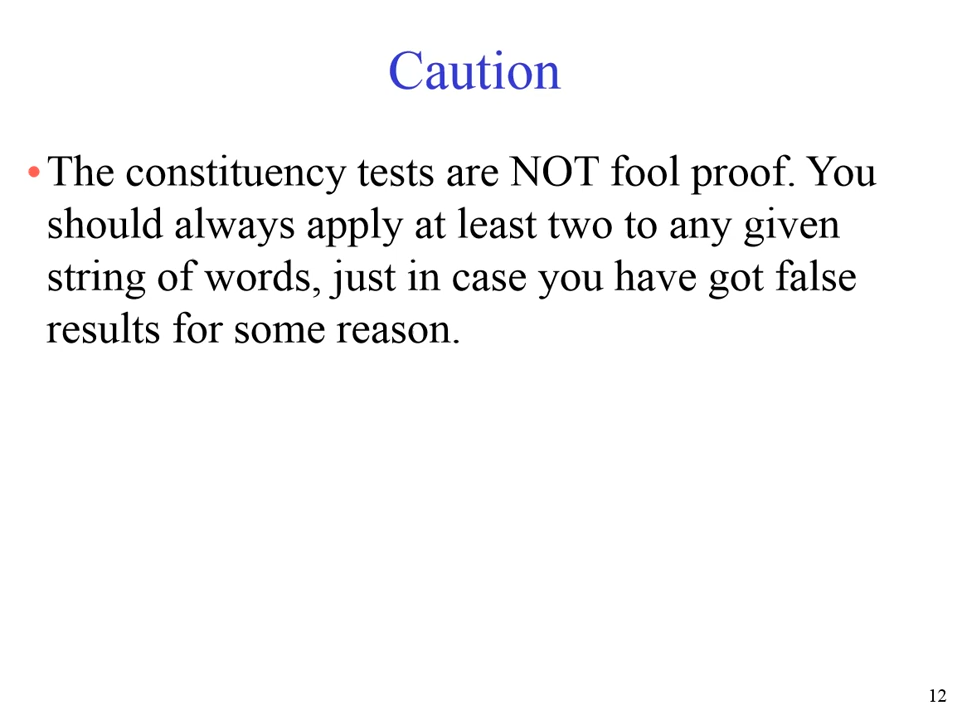 Caution
•The constituency tests are NOT fool proof. You
should always apply at least two to any given
string of words, just in case you have got false
results for some reason.
12